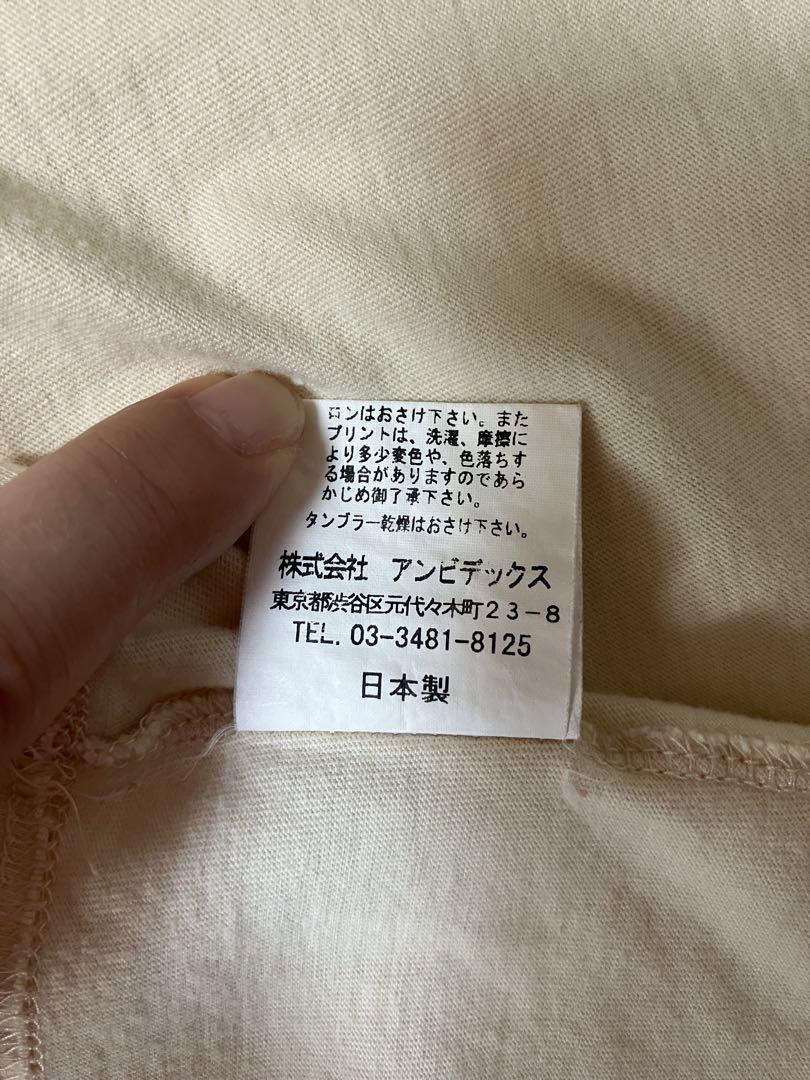 ロンはおさけ下さい。また
プリントは、洗濯、摩擦に
より多少変色や、色落ちす
る場合がありますのであら
かじめ御了承下さい。
タンブラー乾燥はおさけ下さい。
株式会社 アンビデックス
東京都渋谷区元代々木町２３－８
TEL. 03-3481-8125
日本製